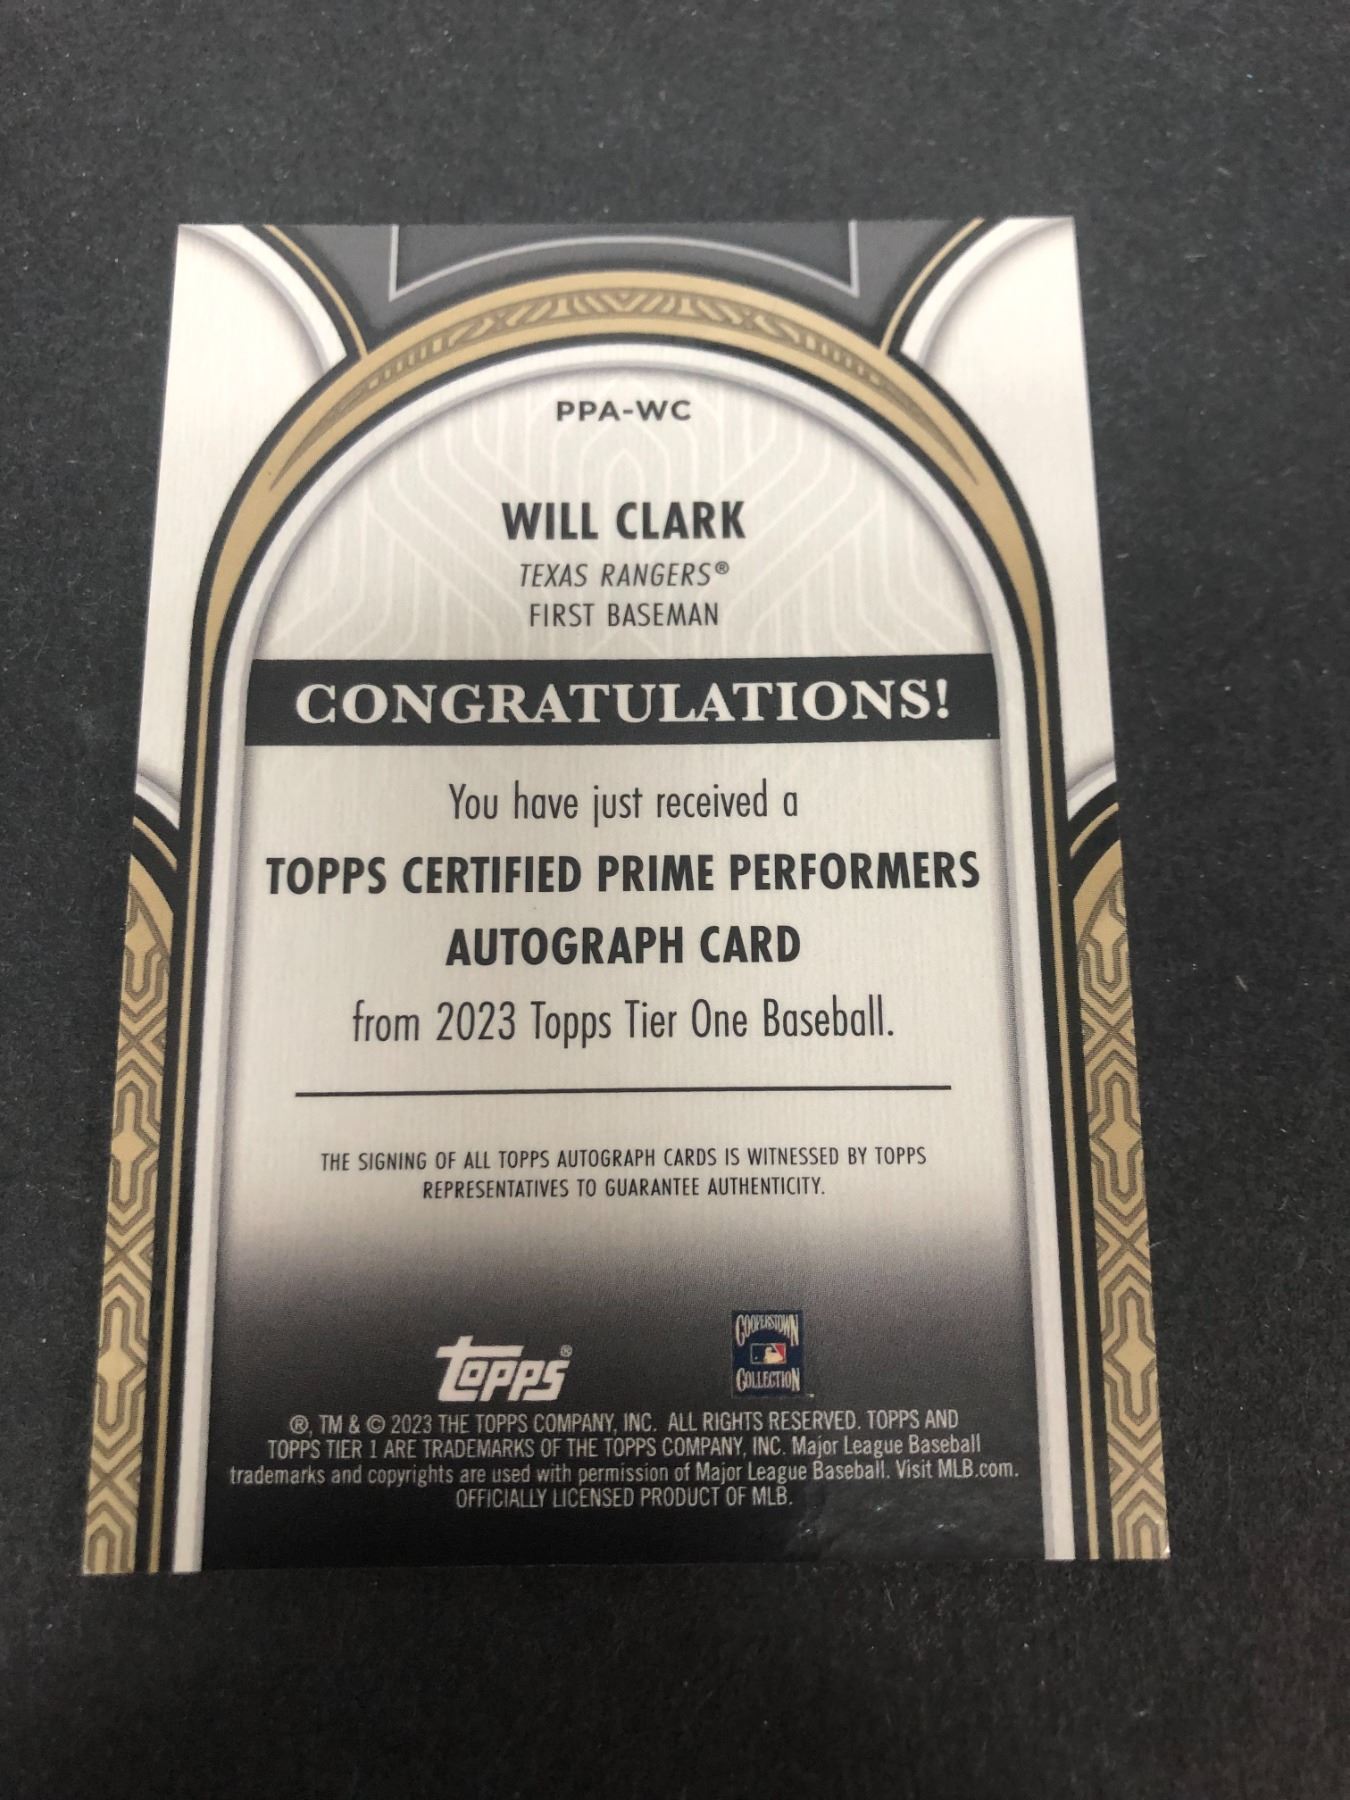 PPA-WC
WILL CLARK
TEXAS RANGERS®
FIRST BASEMAN
CONGRATULATIONS!
You have just received a
TOPPS CERTIFIED PRIME PERFORMERS
AUTOGRAPH CARD
from 2023 Topps Tier One Baseball.
THE SIGNING OF ALL TOPPS AUTOGRAPH CARDS IS WITNESSED BY TOPPS
REPRESENTATIVES TO GUARANTEE AUTHENTICITY.
topps®
COOPERSTOWN
COLLECTION
®, TM & © 2023 THE TOPPS COMPANY, INC. ALL RIGHTS RESERVED. TOPPS AND
TOPPS TIER 1 ARE TRADEMARKS OF THE TOPPS COMPANY, INC. Major League Baseball
trademarks and copyrights are used with permission of Major League Baseball. Visit MLB.com.
OFFICIALLY LICENSED PRODUCT OF MLB.